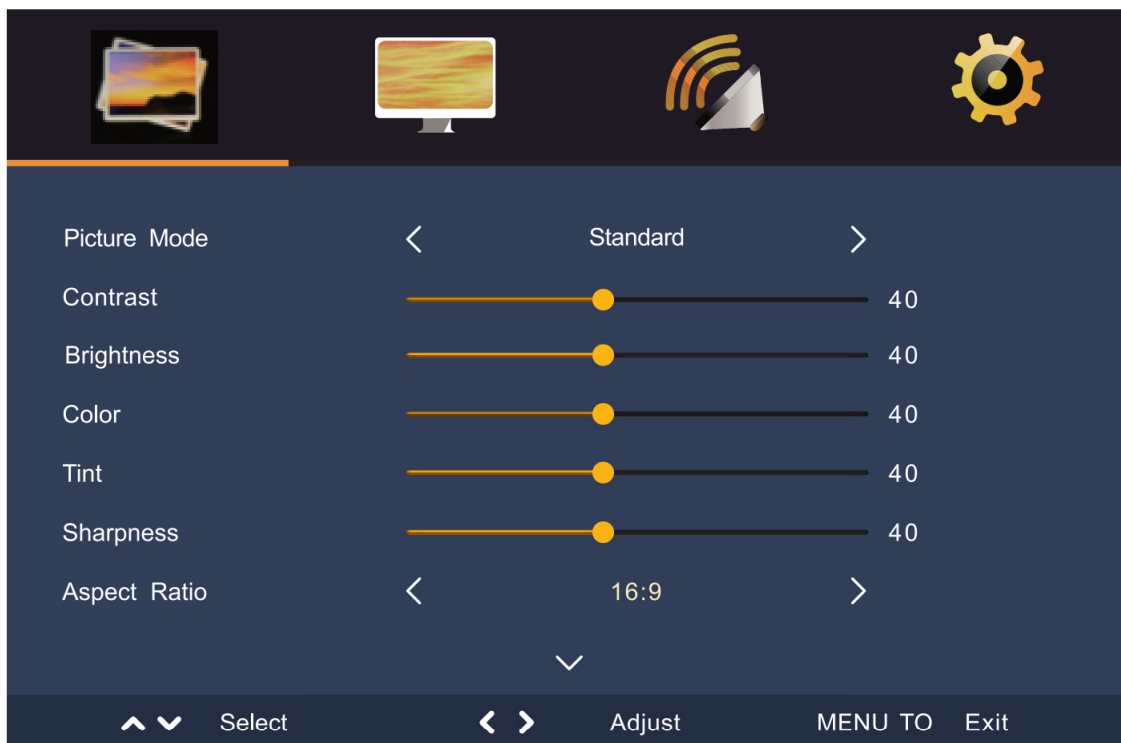 Picture Mode Standard
Contrast 40
Brightness 40
Color 40
Tint 40
Sharpness 40
Aspect Ratio 16:9
Select Adjust MENU TO Exit